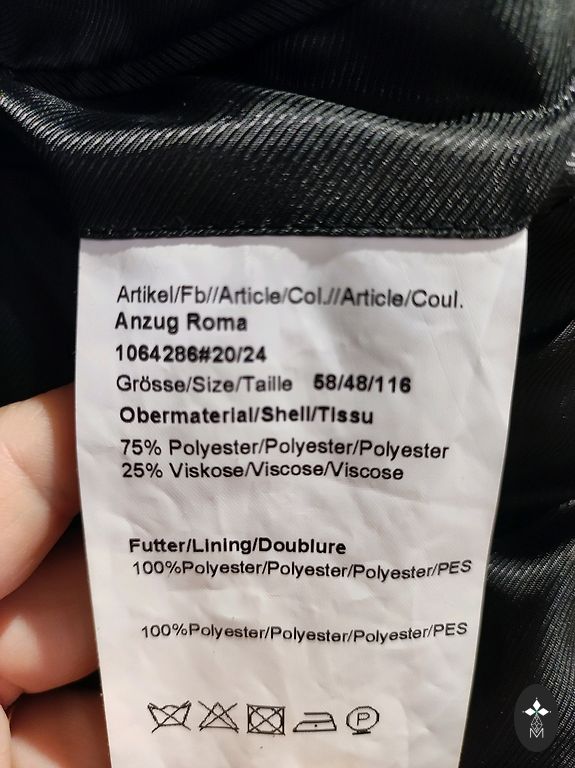 Artikel/Fb//Article/Col.//Article/Coul.
Anzug Roma
1064286#20/24
Grösse/Size/Taille 58/48/116
Obermaterial/Shell/Tissu
75% Polyester/Polyester/Polyester
25% Viskose/Viscose/Viscose
Futter/Lining/Doublure
100%Polyester/Polyester/Polyester/PES
100%Polyester/Polyester/Polyester/PES
P
M